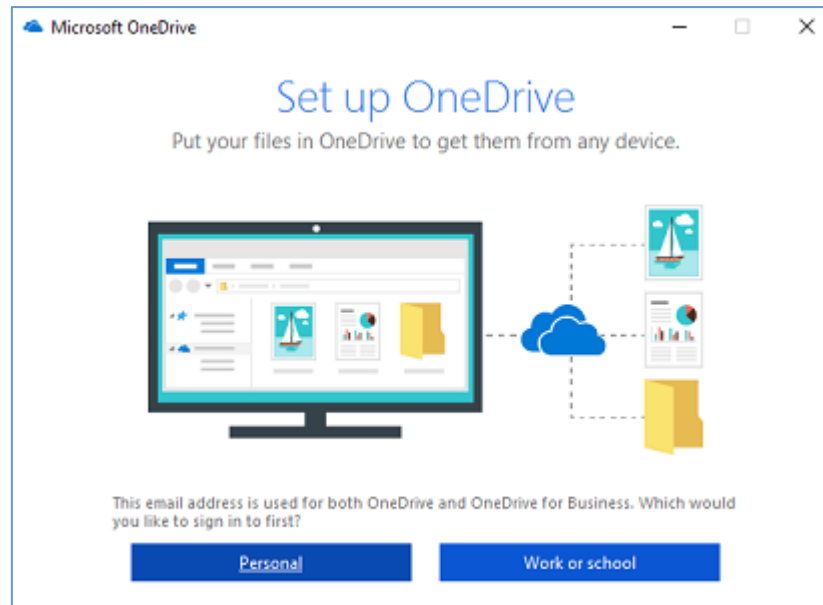 Microsoft OneDrive
Set up OneDrive
Put your files in OneDrive to get them from any device.
This email address is used for both OneDrive and OneDrive for Business. Which would
you like to sign in to first?
Personal
Work or school